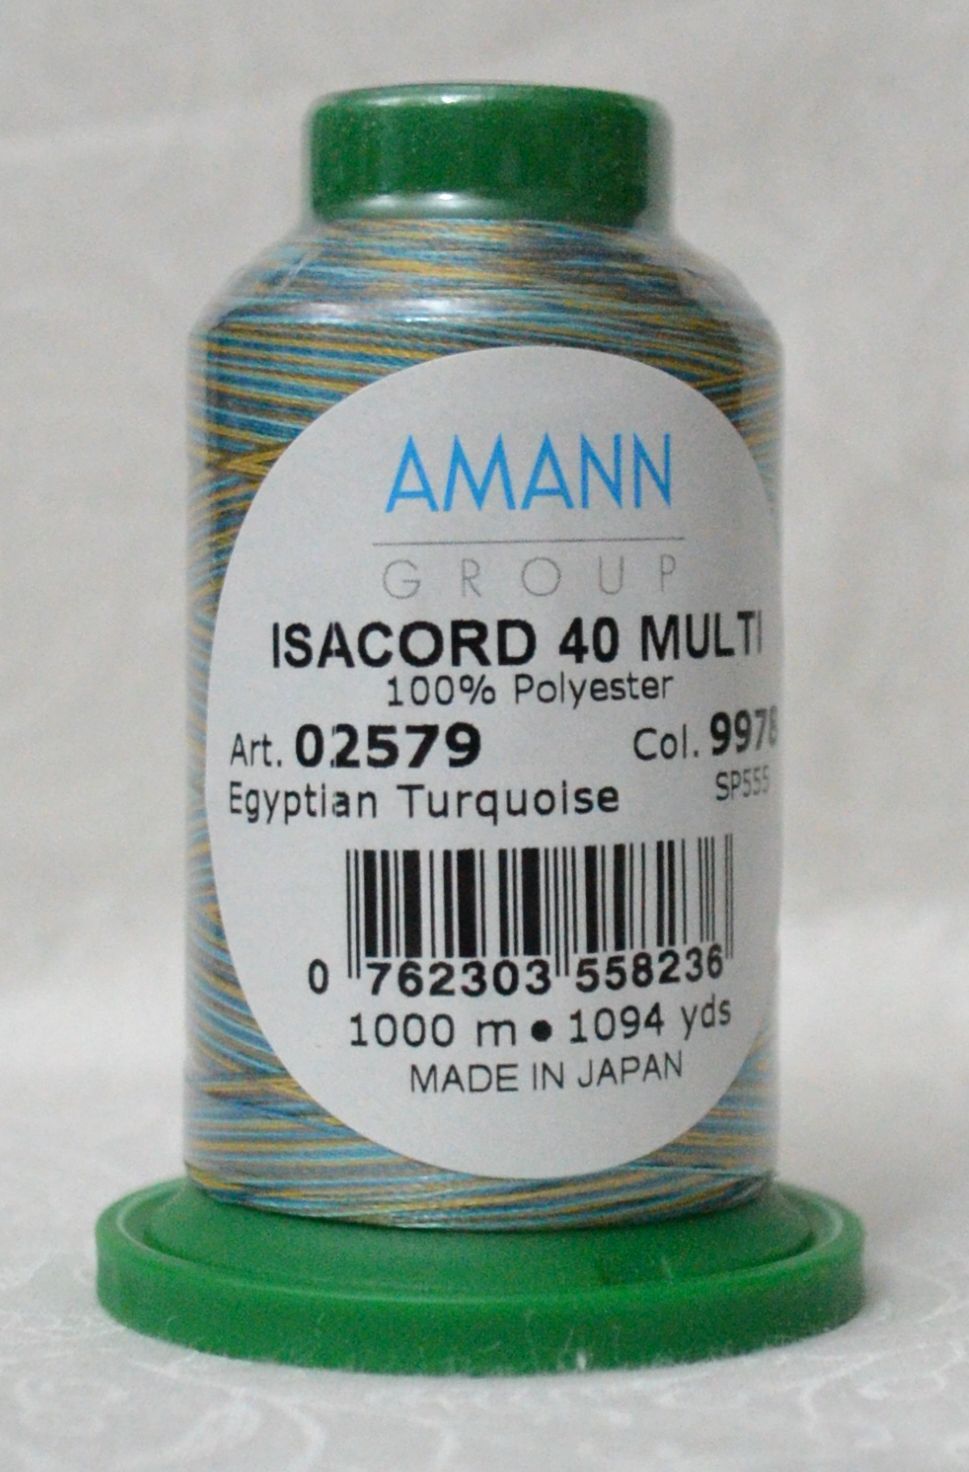 AMANN
GROUP
ISACORD 40 MULTI
100% Polyester
Art. 02579 Col. 9978
Egyptian Turquoise SP555
0 762303 558236
1000 m • 1094 yds
MADE IN JAPAN